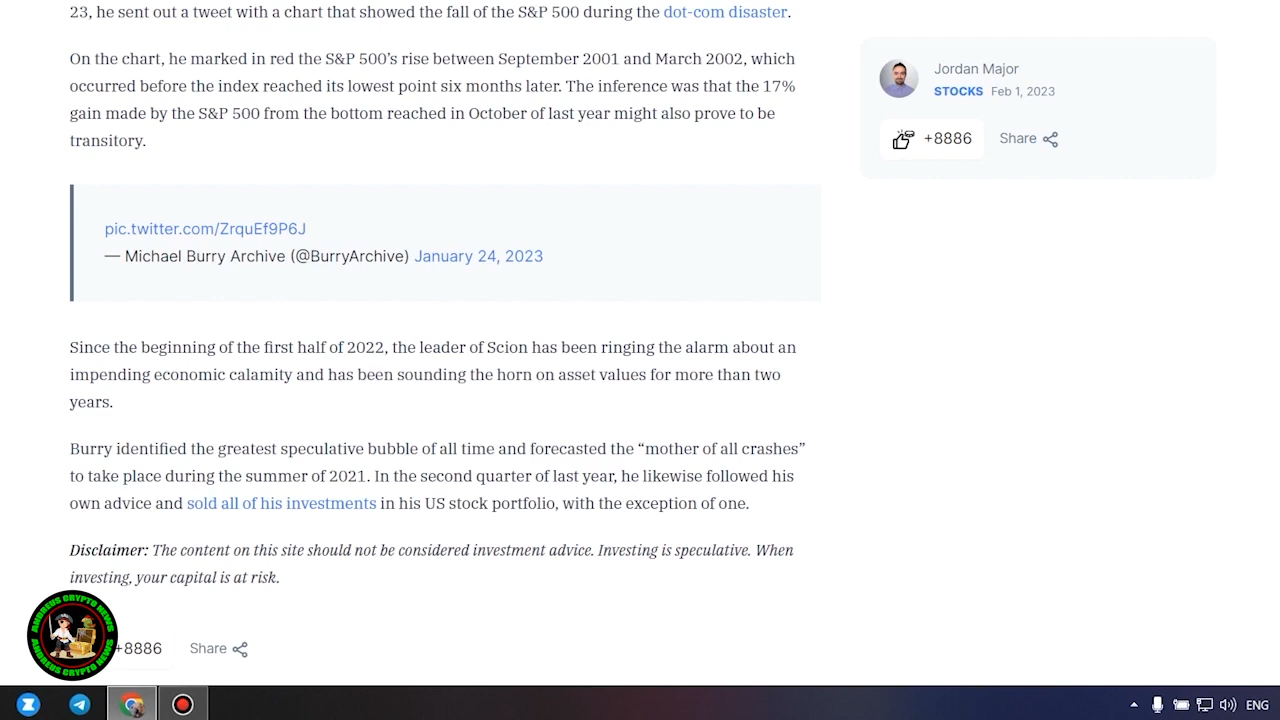 23, he sent out a tweet with a chart that showed the fall of the S&P 500 during the dot-com disaster.
On the chart, he marked in red the S&P 500’s rise between September 2001 and March 2002, which
occurred before the index reached its lowest point six months later. The inference was that the 17%
gain made by the S&P 500 from the bottom reached in October of last year might also prove to be
transitory.
pic.twitter.com/ZrquEf9P6J
— Michael Burry Archive (@BurryArchive) January 24, 2023
Since the beginning of the first half of 2022, the leader of Scion has been ringing the alarm about an
impending economic calamity and has been sounding the horn on asset values for more than two
years.
Burry identified the greatest speculative bubble of all time and forecasted the “mother of all crashes”
to take place during the summer of 2021. In the second quarter of last year, he likewise followed his
own advice and sold all of his investments in his US stock portfolio, with the exception of one.
Disclaimer: The content on this site should not be considered investment advice. Investing is speculative. When
investing, your capital is at risk.
+8886 Share
Jordan Major
STOCKS Feb 1, 2023
+8886 Share
ANDREUS CRYPTO NEWS
ANDREUS CRYPTO NEWS
ENG